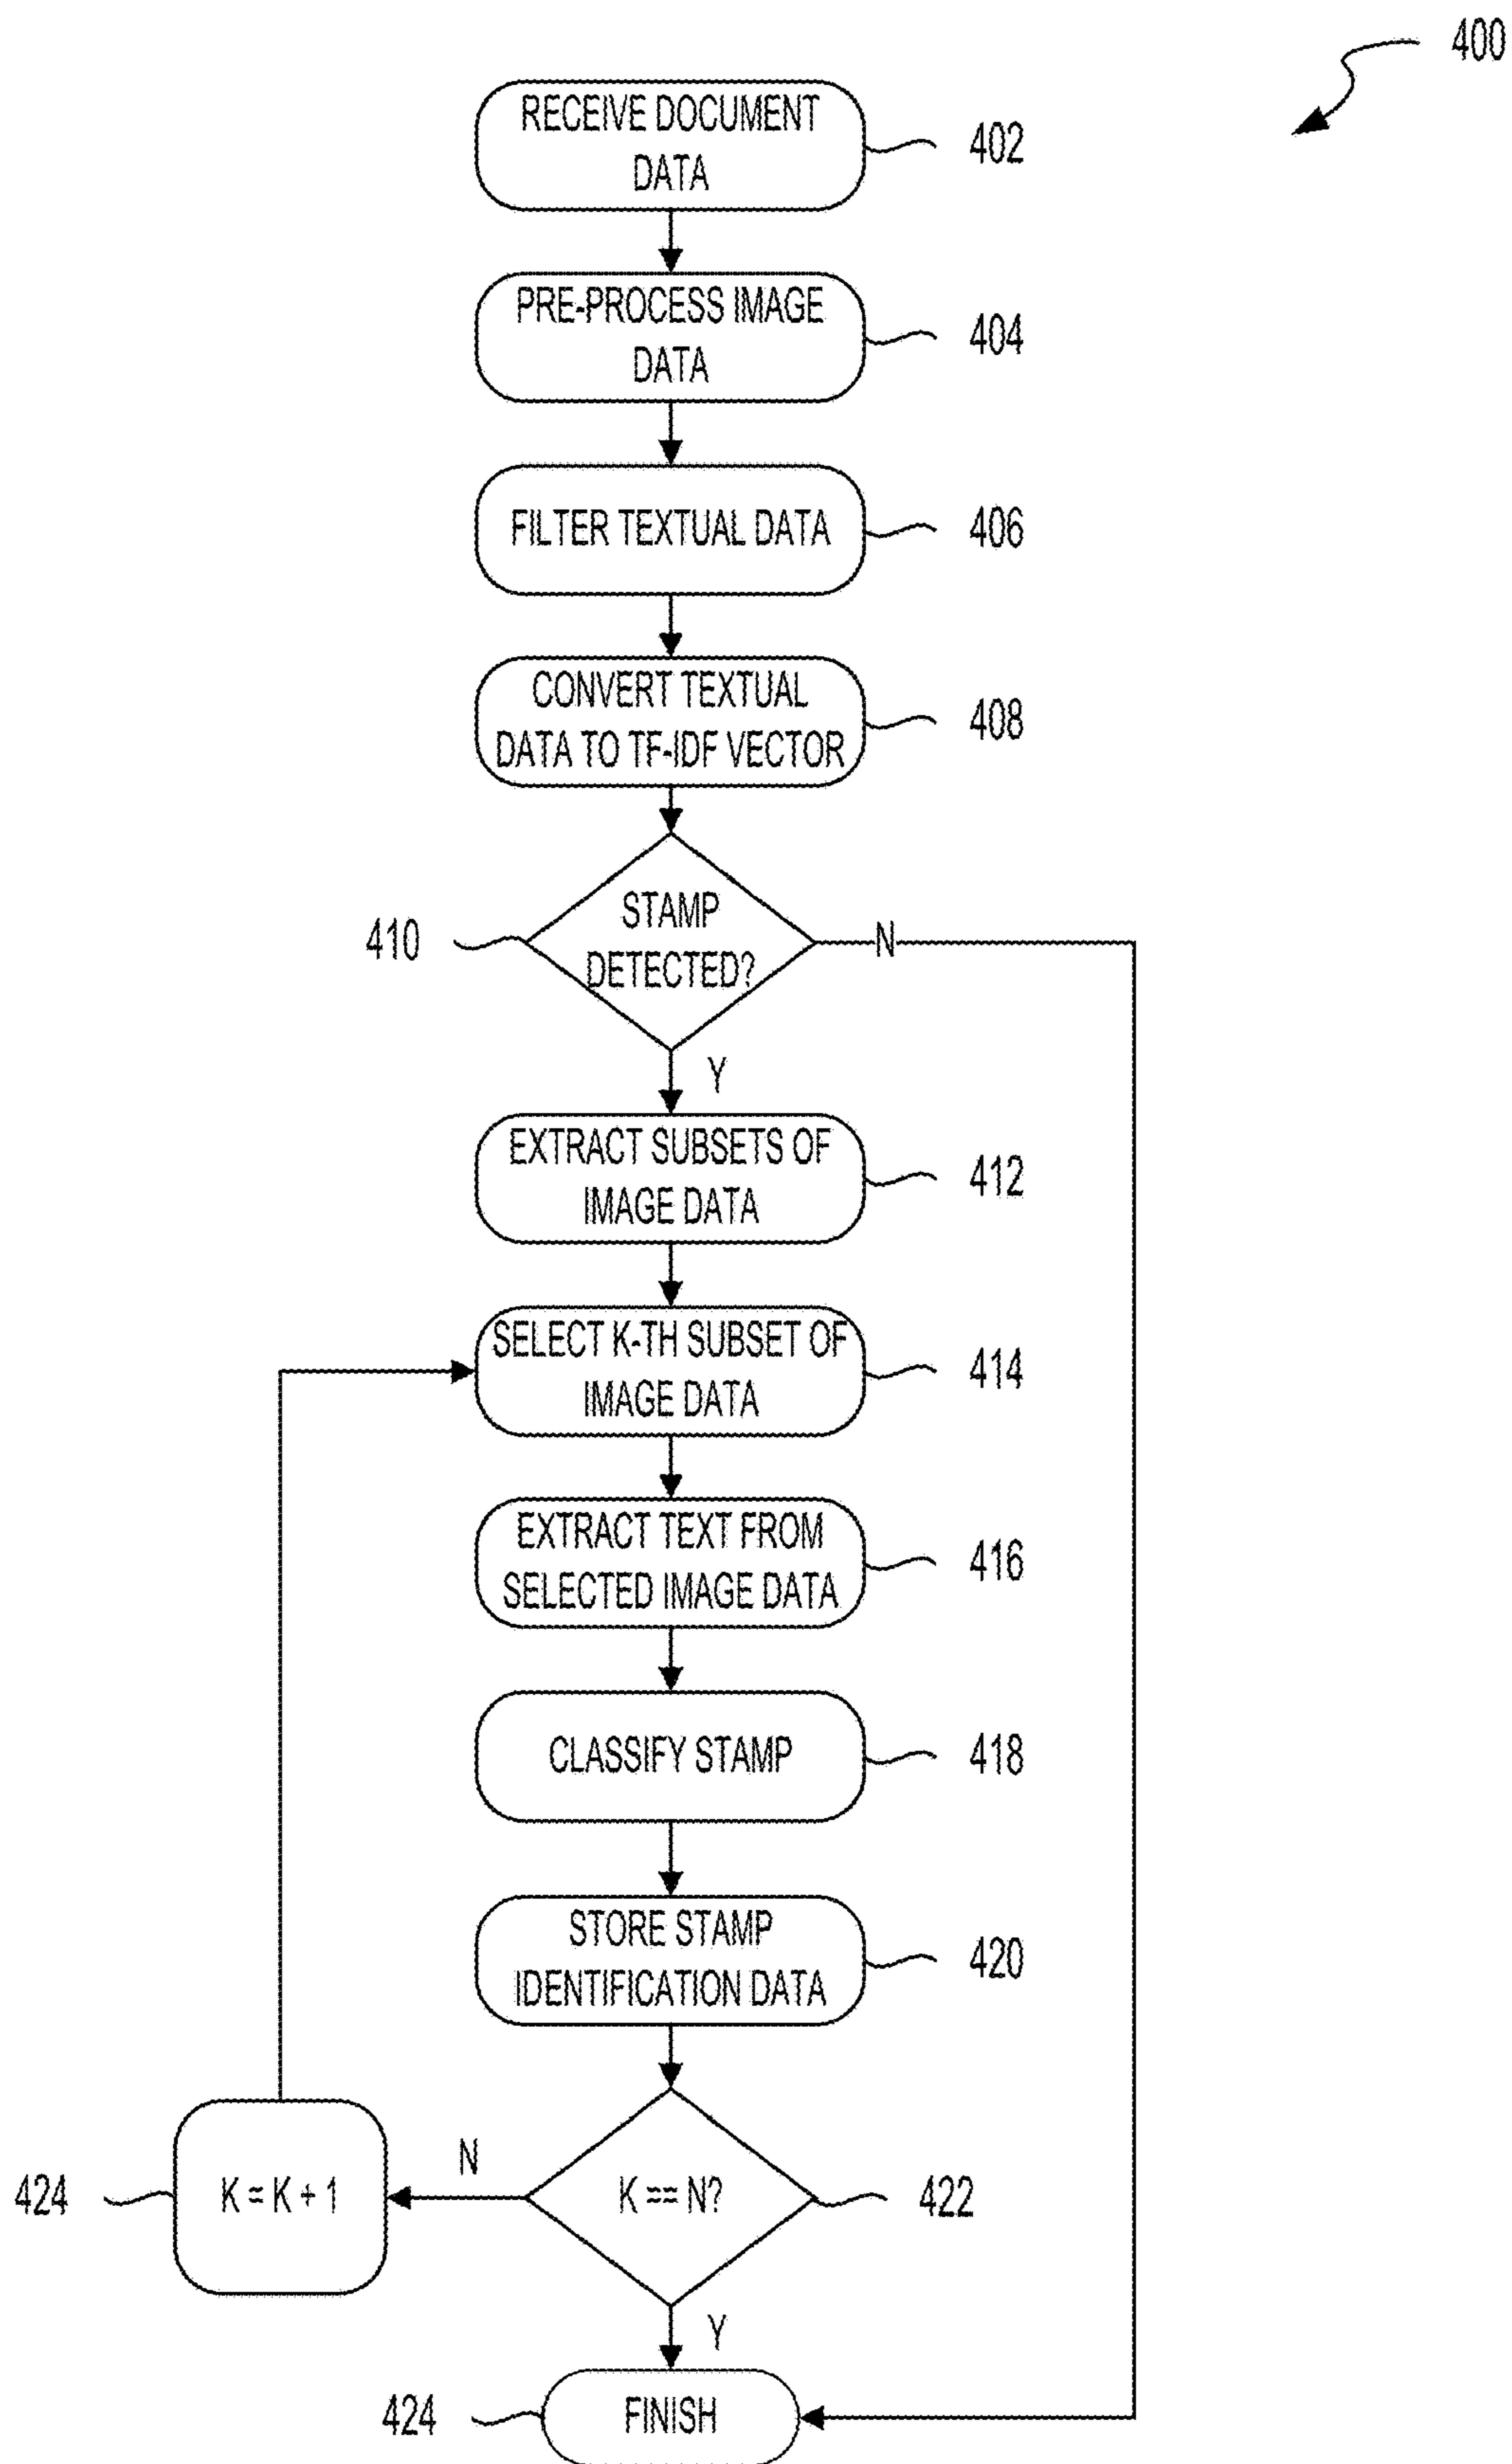 400
RECEIVE DOCUMENT
DATA
402
PRE-PROCESS IMAGE
DATA
404
FILTER TEXTUAL DATA
406
CONVERT TEXTUAL
DATA TO TF-IDF VECTOR
408
STAMP
DETECTED?
410
N
Y
EXTRACT SUBSETS OF
IMAGE DATA
412
SELECT K-TH SUBSET OF
IMAGE DATA
414
EXTRACT TEXT FROM
SELECTED IMAGE DATA
416
CLASSIFY STAMP
418
STORE STAMP
IDENTIFICATION DATA
420
K == N?
422
N
K = K + 1
424
Y
FINISH
424